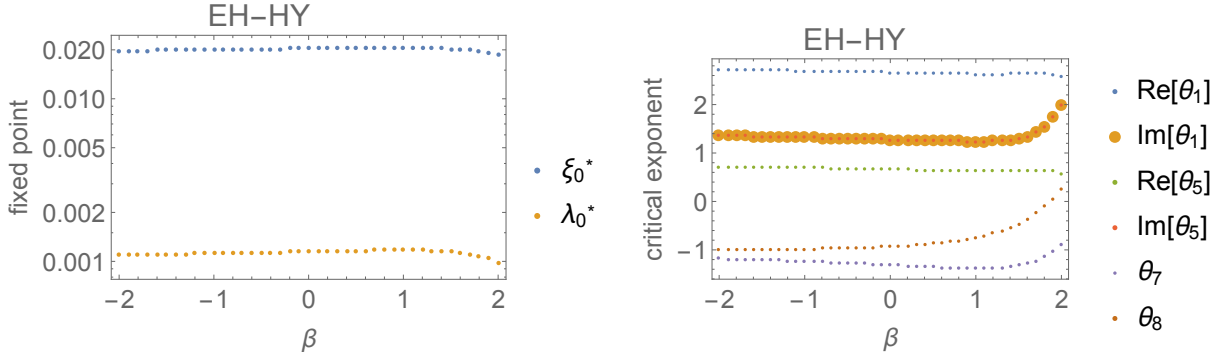 EH−HY
fixed point
0.020
0.010
0.005
0.002
0.001
−2
−1
0
1
2
β
ξ₀*
λ₀*
EH−HY
critical exponent
2
1
0
−1
−2
−1
0
1
2
β
Re[θ₁]
Im[θ₁]
Re[θ₅]
Im[θ₅]
θ₇
θ₈